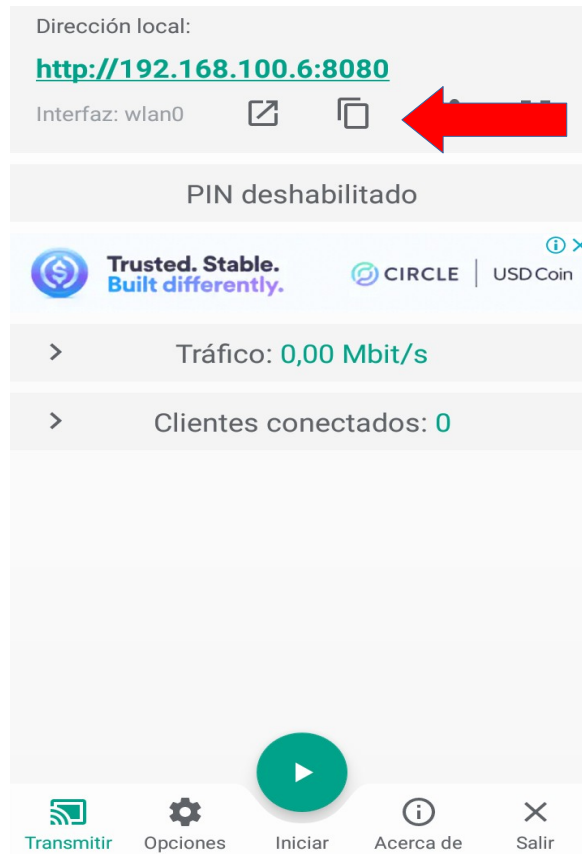 Dirección local:
http://192.168.100.6:8080
Interfaz: wlan0
PIN deshabilitado
Trusted. Stable.
Built differently.
CIRCLE
USD Coin
Tráfico: 0,00 Mbit/s
Clientes conectados: 0
Transmitir
Opciones
Iniciar
Acerca de
Salir